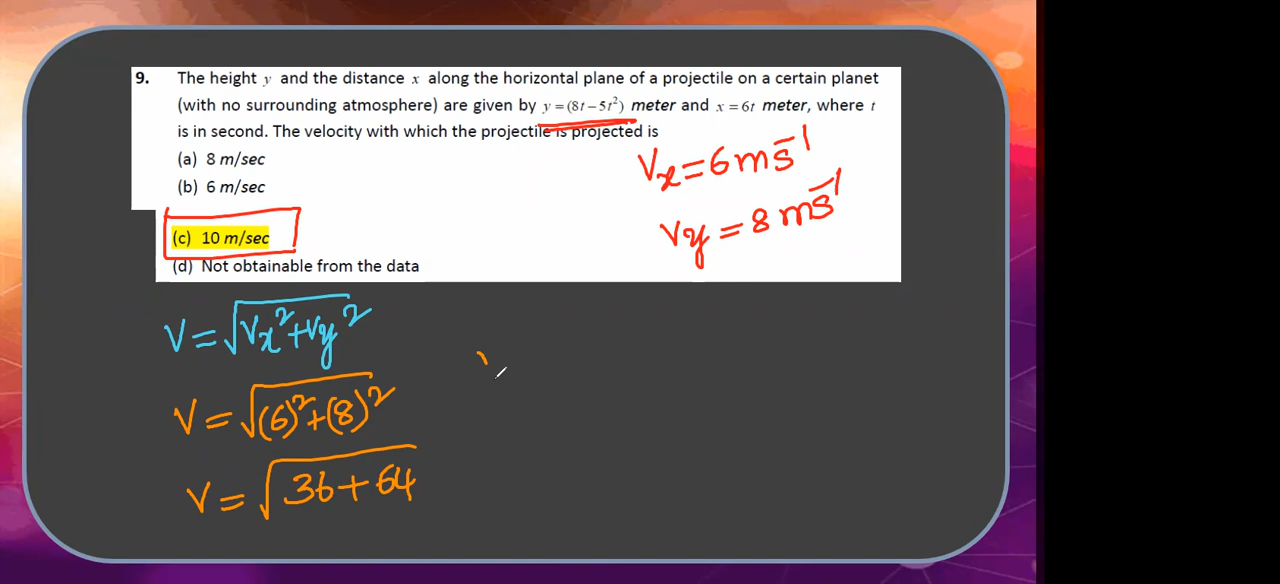 9. The height y and the distance x along the horizontal plane of a projectile on a certain planet
(with no surrounding atmosphere) are given by y = (8t − 5t²) meter and x = 6t meter, where t
is in second. The velocity with which the projectile is projected is
(a) 8 m/sec
(b) 6 m/sec
(c) 10 m/sec
(d) Not obtainable from the data
Vx = 6 ms⁻¹
Vy = 8 ms⁻¹
V = √Vx² + Vy²
V = √(6)² + (8)²
V = √36 + 64